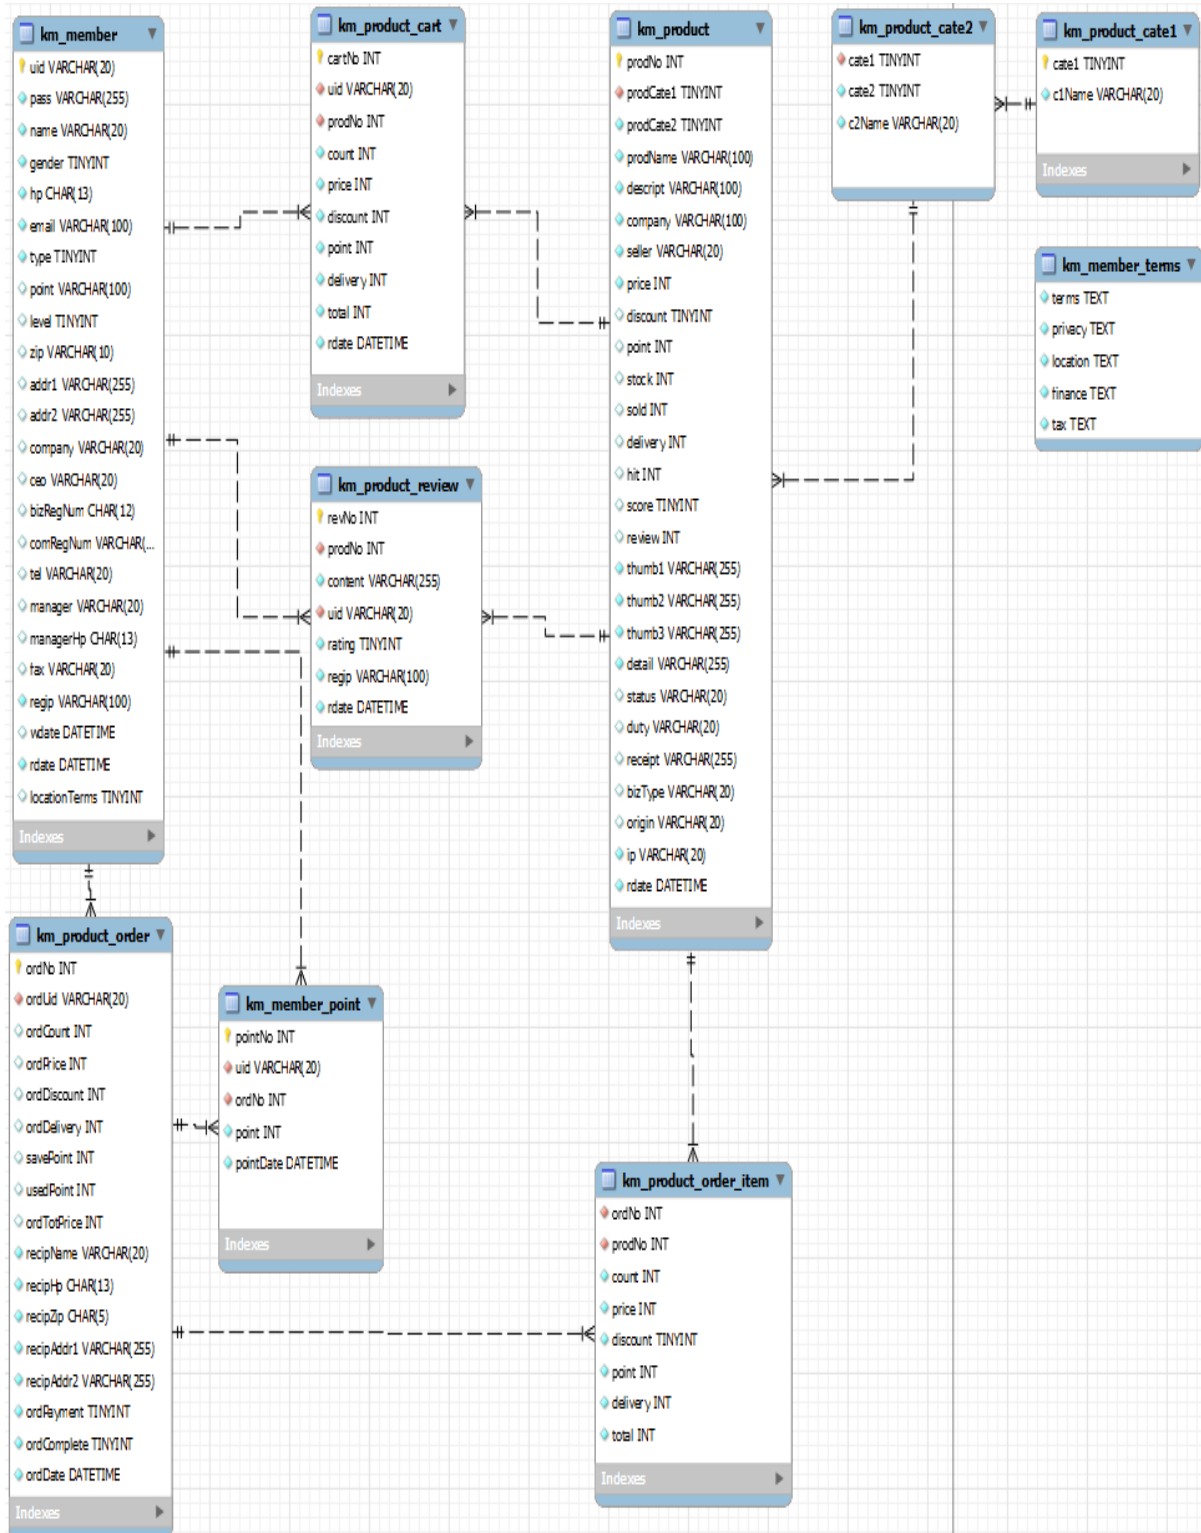 km_member
uid VARCHAR(20)
pass VARCHAR(255)
name VARCHAR(20)
gender TINYINT
hp CHAR(13)
email VARCHAR(100)
type TINYINT
point VARCHAR(100)
level TINYINT
zip VARCHAR(10)
addr1 VARCHAR(255)
addr2 VARCHAR(255)
company VARCHAR(20)
ceo VARCHAR(20)
bizRegNum CHAR(12)
comRegNum VARCHAR(...
tel VARCHAR(20)
manager VARCHAR(20)
managerHp CHAR(13)
fax VARCHAR(20)
regip VARCHAR(100)
wdate DATETIME
rdate DATETIME
locationTerms TINYINT
Indexes
km_product_cart
cartNo INT
uid VARCHAR(20)
prodNo INT
count INT
price INT
discount INT
point INT
delivery INT
total INT
rdate DATETIME
Indexes
km_product
prodNo INT
prodCate1 TINYINT
prodCate2 TINYINT
prodName VARCHAR(100)
descript VARCHAR(100)
company VARCHAR(100)
seller VARCHAR(20)
price INT
discount TINYINT
point INT
stock INT
sold INT
delivery INT
hit INT
score TINYINT
review INT
thumb1 VARCHAR(255)
thumb2 VARCHAR(255)
thumb3 VARCHAR(255)
detail VARCHAR(255)
status VARCHAR(20)
duty VARCHAR(20)
receipt VARCHAR(255)
bizType VARCHAR(20)
origin VARCHAR(20)
ip VARCHAR(20)
rdate DATETIME
Indexes
km_product_cate2
cate1 TINYINT
cate2 TINYINT
c2Name VARCHAR(20)
km_product_cate1
cate1 TINYINT
c1Name VARCHAR(20)
Indexes
km_member_terms
terms TEXT
privacy TEXT
location TEXT
finance TEXT
tax TEXT
km_product_review
revNo INT
prodNo INT
content VARCHAR(255)
uid VARCHAR(20)
rating TINYINT
regip VARCHAR(100)
rdate DATETIME
Indexes
km_product_order
ordNo INT
ordUid VARCHAR(20)
ordCount INT
ordPrice INT
ordDiscount INT
ordDelivery INT
savePoint INT
usedPoint INT
ordTotPrice INT
recipName VARCHAR(20)
recipHp CHAR(13)
recipZip CHAR(5)
recipAddr1 VARCHAR(255)
recipAddr2 VARCHAR(255)
ordPayment TINYINT
ordComplete TINYINT
ordDate DATETIME
Indexes
km_member_point
pointNo INT
uid VARCHAR(20)
ordNo INT
point INT
pointDate DATETIME
Indexes
km_product_order_item
ordNo INT
prodNo INT
count INT
price INT
discount TINYINT
point INT
delivery INT
total INT
Indexes